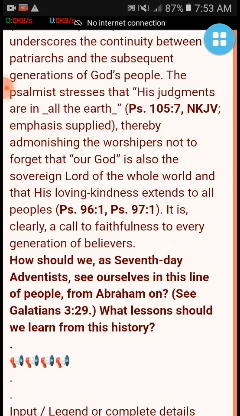 0KB/s 0KB/s 87% 7:53 AM
No internet connection
underscores the continuity between
patriarchs and the subsequent
generations of God's people. The
psalmist stresses that "His judgments
are in _all the earth_" (Ps. 105:7, NKJV;
emphasis supplied), thereby
admonishing the worshipers not to
forget that "our God" is also the
sovereign Lord of the whole world and
that His loving-kindness extends to all
peoples (Ps. 96:1, Ps. 97:1). It is,
clearly, a call to faithfulness to every
generation of believers.
How should we, as Seventh-day
Adventists, see ourselves in this line
of people, from Abraham on? (See
Galatians 3:29.) What lessons should
we learn from this history?
.
📢📢📢📢
.
.
Input / Legend or complete details